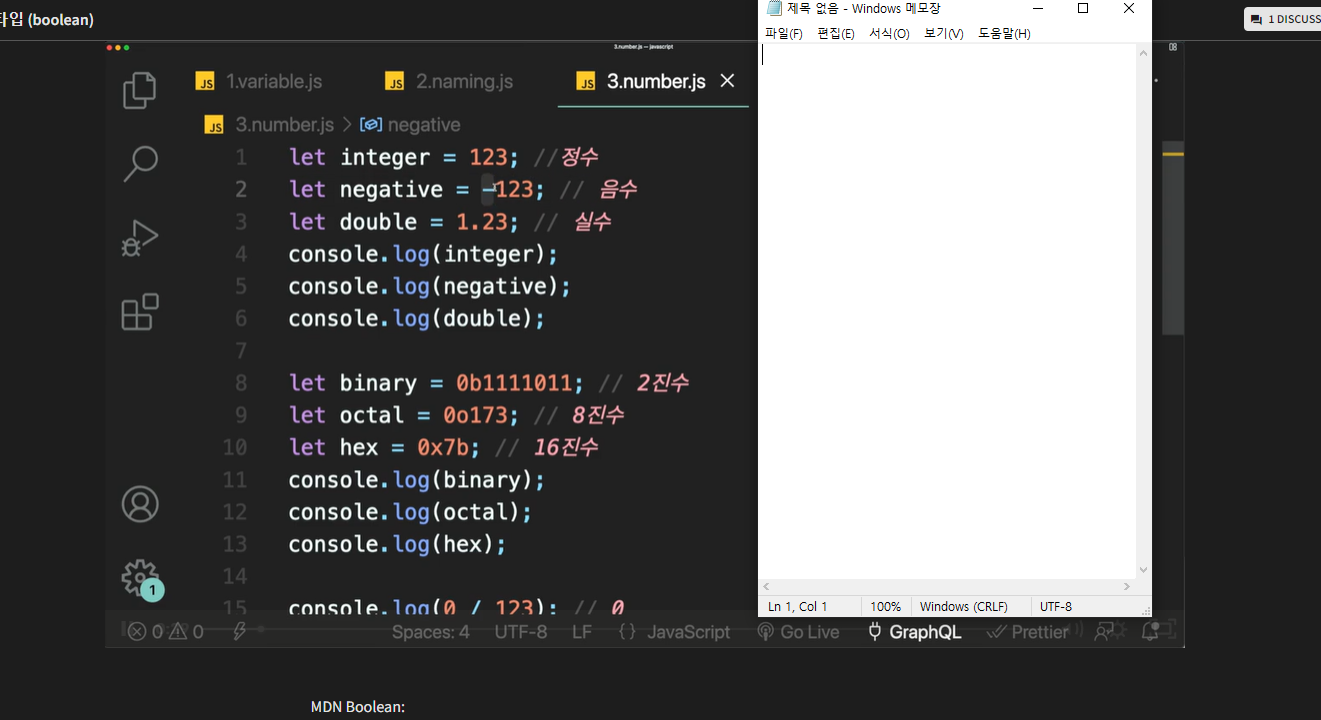 타입 (boolean)
1 DISCUSS
3.number.js — javascript
1.variable.js
2.naming.js
3.number.js
3.number.js > negative
1 let integer = 123; //정수
2 let negative = -123; // 음수
3 let double = 1.23; // 실수
4 console.log(integer);
5 console.log(negative);
6 console.log(double);
7
8 let binary = 0b1111011; // 2진수
9 let octal = 0o173; // 8진수
10 let hex = 0x7b; // 16진수
11 console.log(binary);
12 console.log(octal);
13 console.log(hex);
14
15 console.log(0 / 123); // 0
1
0 0 Spaces: 4 UTF-8 LF {} JavaScript Go Live GraphQL Prettier
제목 없음 - Windows 메모장
파일(F) 편집(E) 서식(O) 보기(V) 도움말(H)
Ln 1, Col 1 100% Windows (CRLF) UTF-8
MDN Boolean: